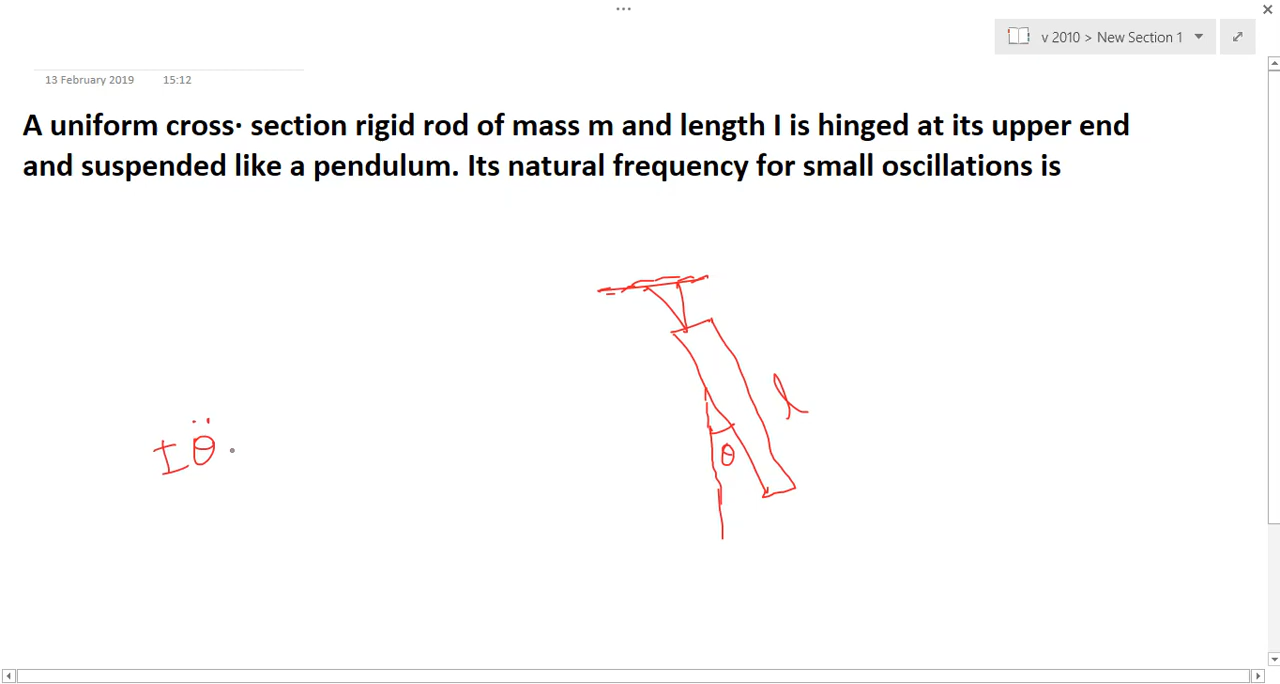 v 2010 > New Section 1
13 February 2019 15:12
A uniform cross· section rigid rod of mass m and length I is hinged at its upper end
and suspended like a pendulum. Its natural frequency for small oscillations is
l
I θ̈
θ